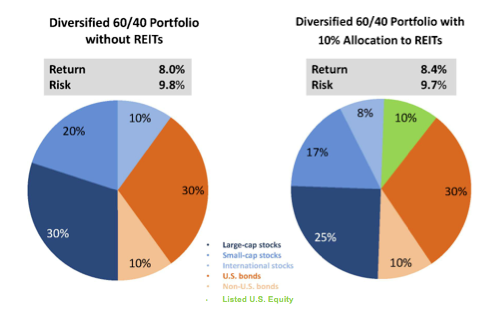 Diversified 60/40 Portfolio
without REITs
Return 8.0%
Risk 9.8%
10%
20%
30%
30%
10%
Diversified 60/40 Portfolio with
10% Allocation to REITs
Return 8.4%
Risk 9.7%
8%
10%
17%
30%
25%
10%
Large-cap stocks
Small-cap stocks
International stocks
U.S. bonds
Non-U.S. bonds
Listed U.S. Equity